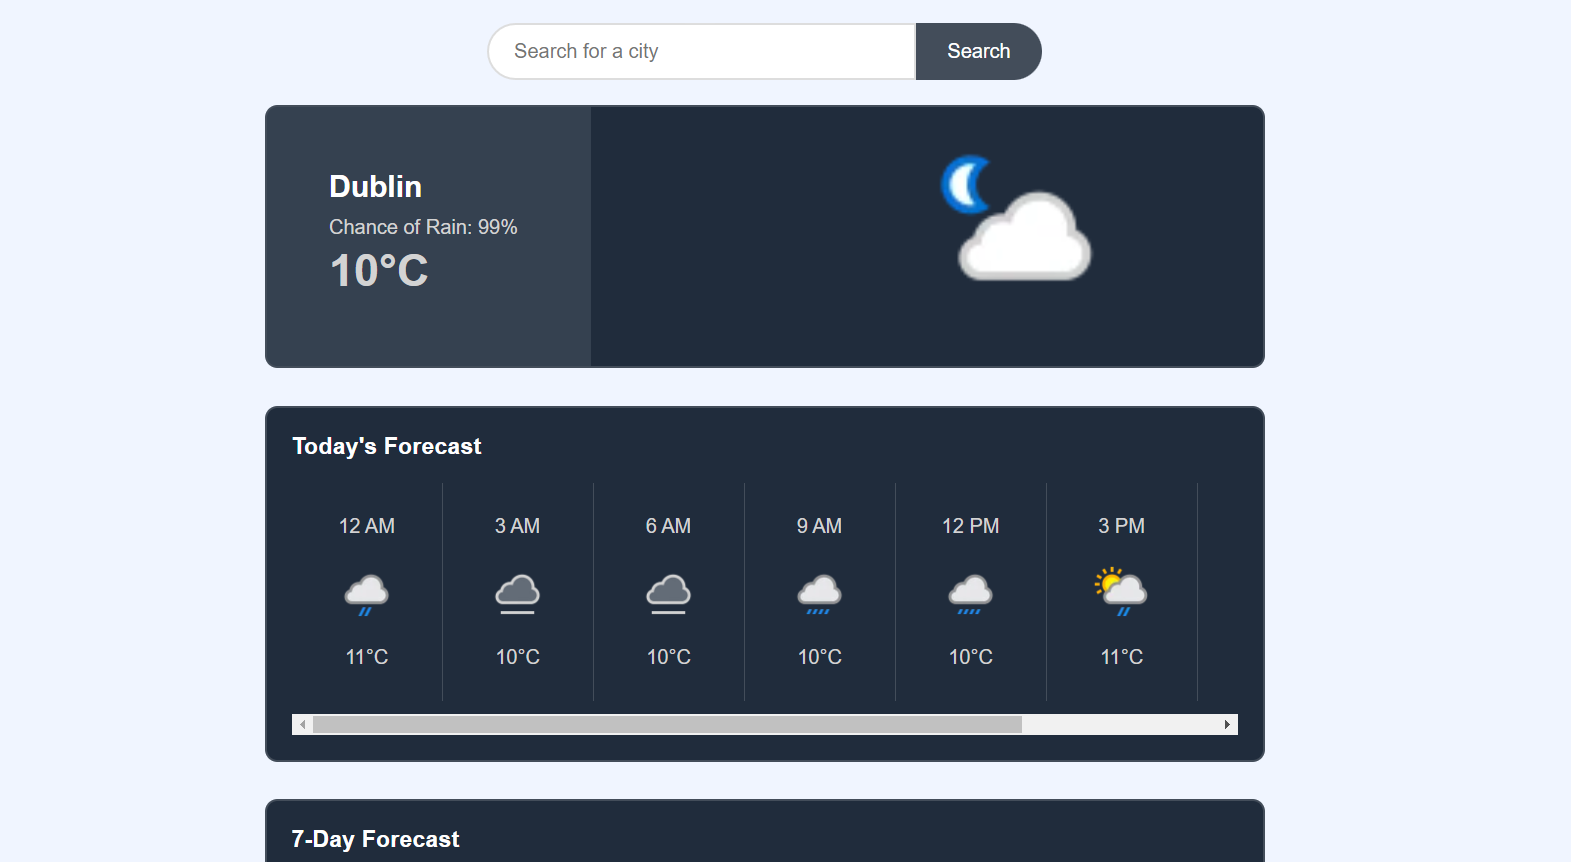 Search for a city Search
Dublin
Chance of Rain: 99%
10°C
Today's Forecast
12 AM 3 AM 6 AM 9 AM 12 PM 3 PM
11°C 10°C 10°C 10°C 10°C 11°C
7-Day Forecast